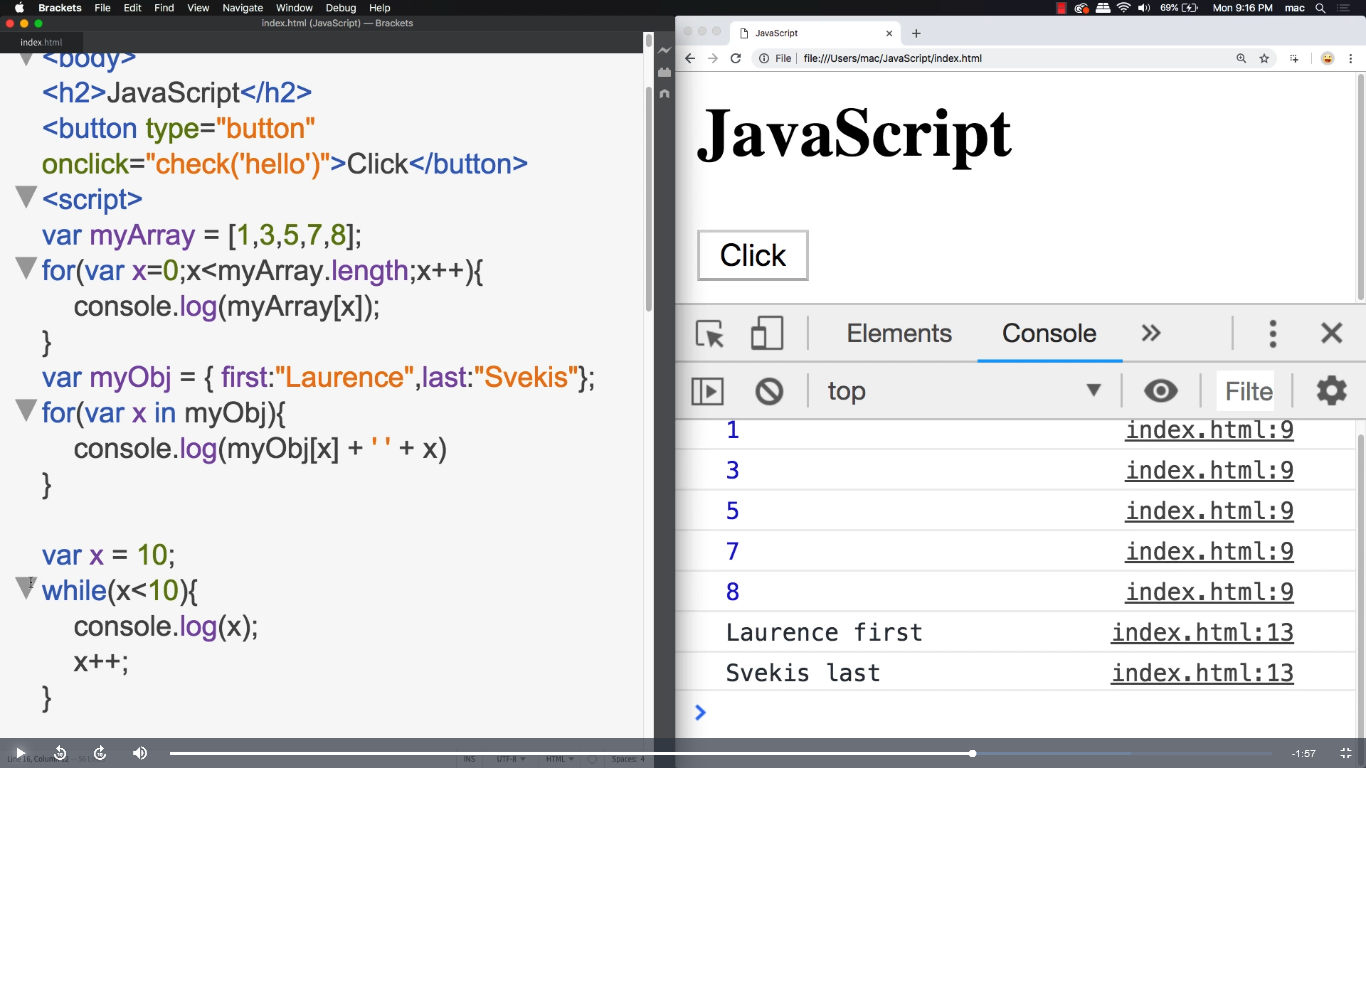 Brackets File Edit Find View Navigate Window Debug Help
69% Mon 9:16 PM mac
index.html (JavaScript) — Brackets
index.html
<body>
<h2>JavaScript</h2>
<button type="button"
onclick="check('hello')">Click</button>
<script>
var myArray = [1,3,5,7,8];
for(var x=0;x<myArray.length;x++){
console.log(myArray[x]);
}
var myObj = { first:"Laurence",last:"Svekis"};
for(var x in myObj){
console.log(myObj[x] + ' ' + x)
}
var x = 10;
while(x<10){
console.log(x);
x++;
}
INS UTF-8 HTML Spaces: 4
JavaScript
File file:///Users/mac/JavaScript/index.html
JavaScript
Click
Elements Console
top Filte
1 index.html:9
3 index.html:9
5 index.html:9
7 index.html:9
8 index.html:9
Laurence first index.html:13
Svekis last index.html:13
-1:57